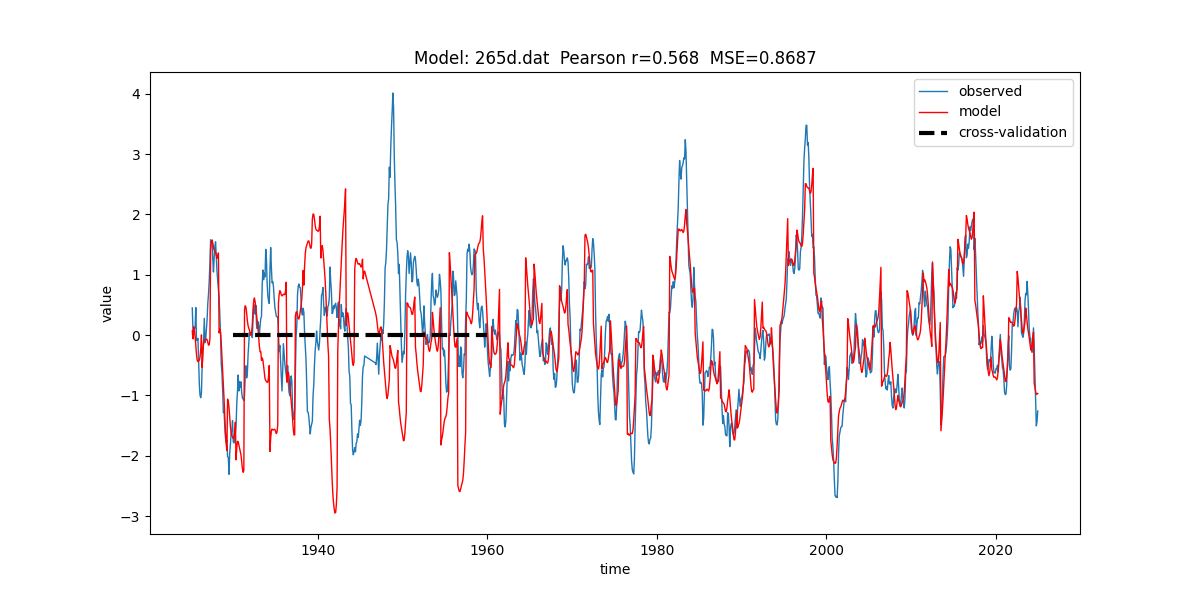 Model: 265d.dat  Pearson r=0.568  MSE=0.8687
observed
model
cross-validation
value
4
3
2
1
0
−1
−2
−3
1940 1960 1980 2000 2020
time